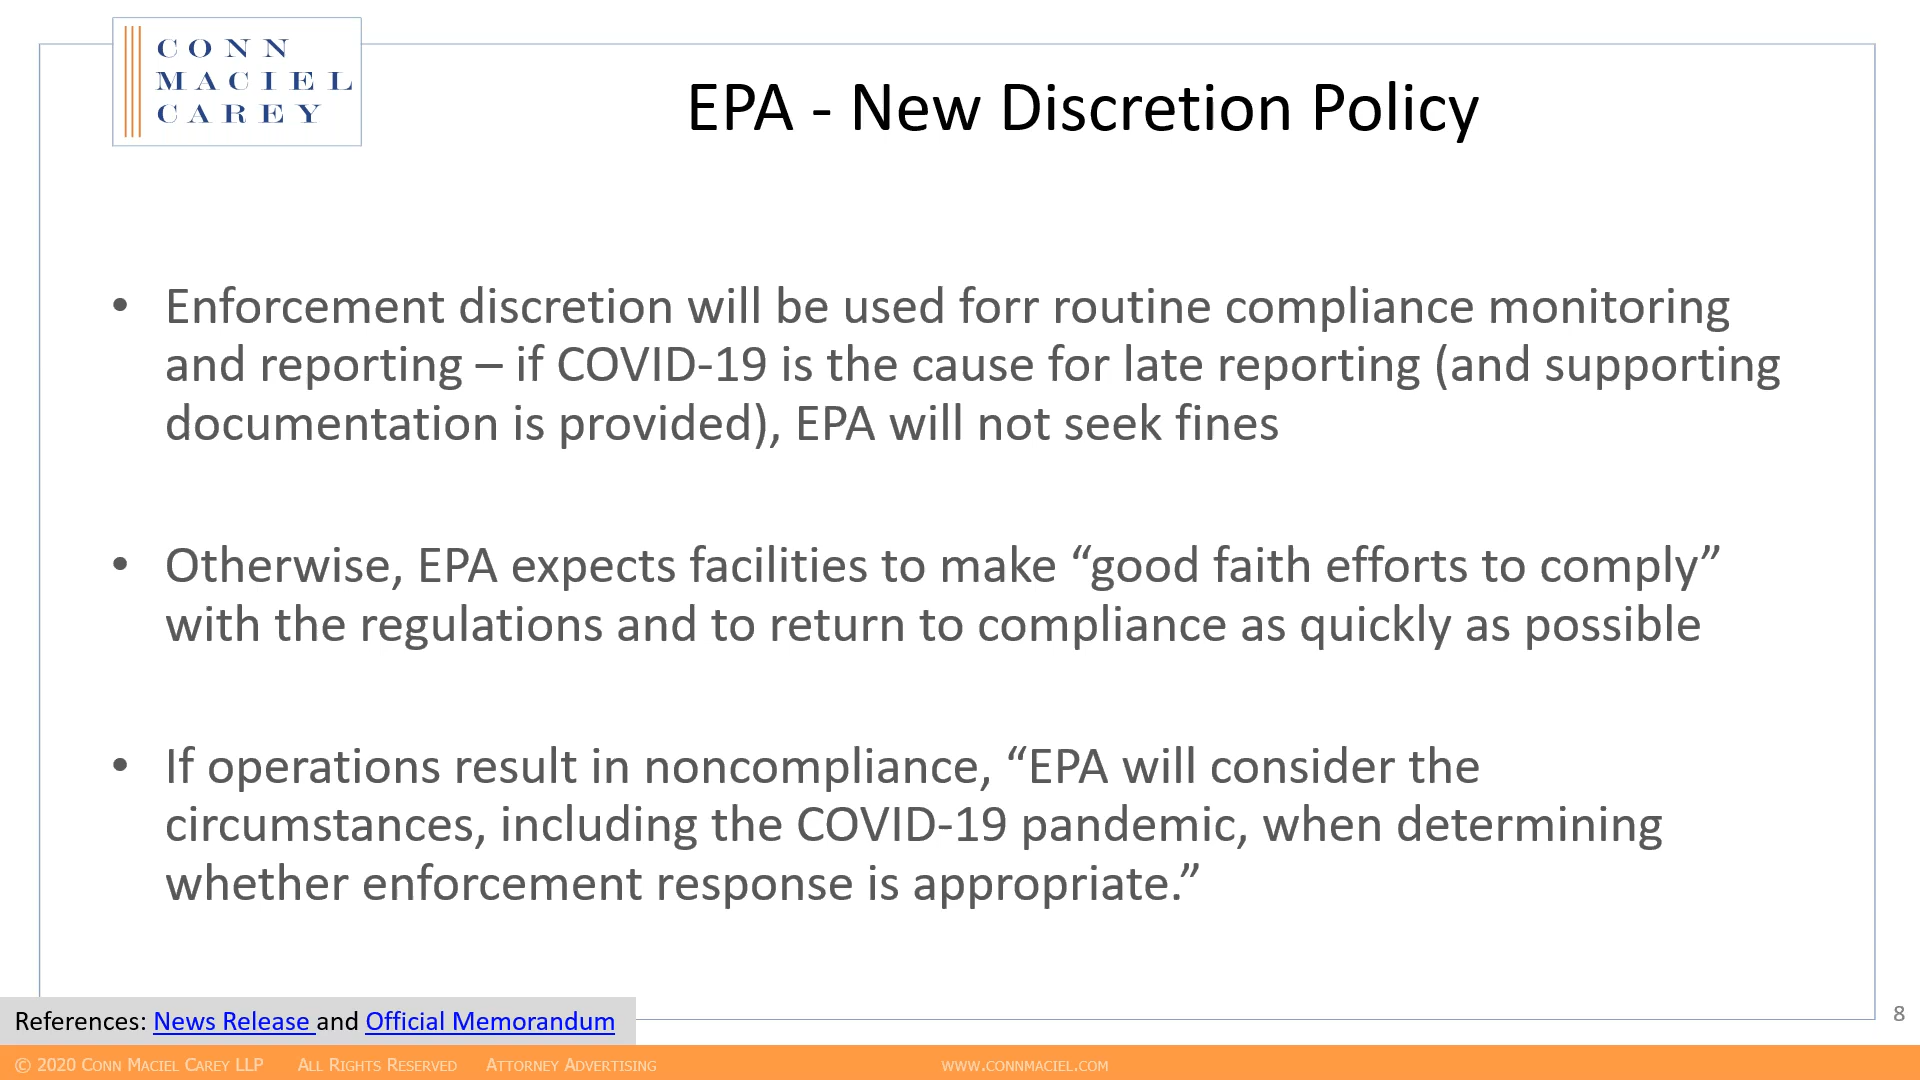 CONN
MACIEL
CAREY
EPA - New Discretion Policy
• Enforcement discretion will be used forr routine compliance monitoring
and reporting – if COVID-19 is the cause for late reporting (and supporting
documentation is provided), EPA will not seek fines
• Otherwise, EPA expects facilities to make “good faith efforts to comply”
with the regulations and to return to compliance as quickly as possible
• If operations result in noncompliance, “EPA will consider the
circumstances, including the COVID-19 pandemic, when determining
whether enforcement response is appropriate.”
References: News Release and Official Memorandum
8
© 2020 Conn Maciel Carey LLP All Rights Reserved Attorney Advertising www.connmaciel.com